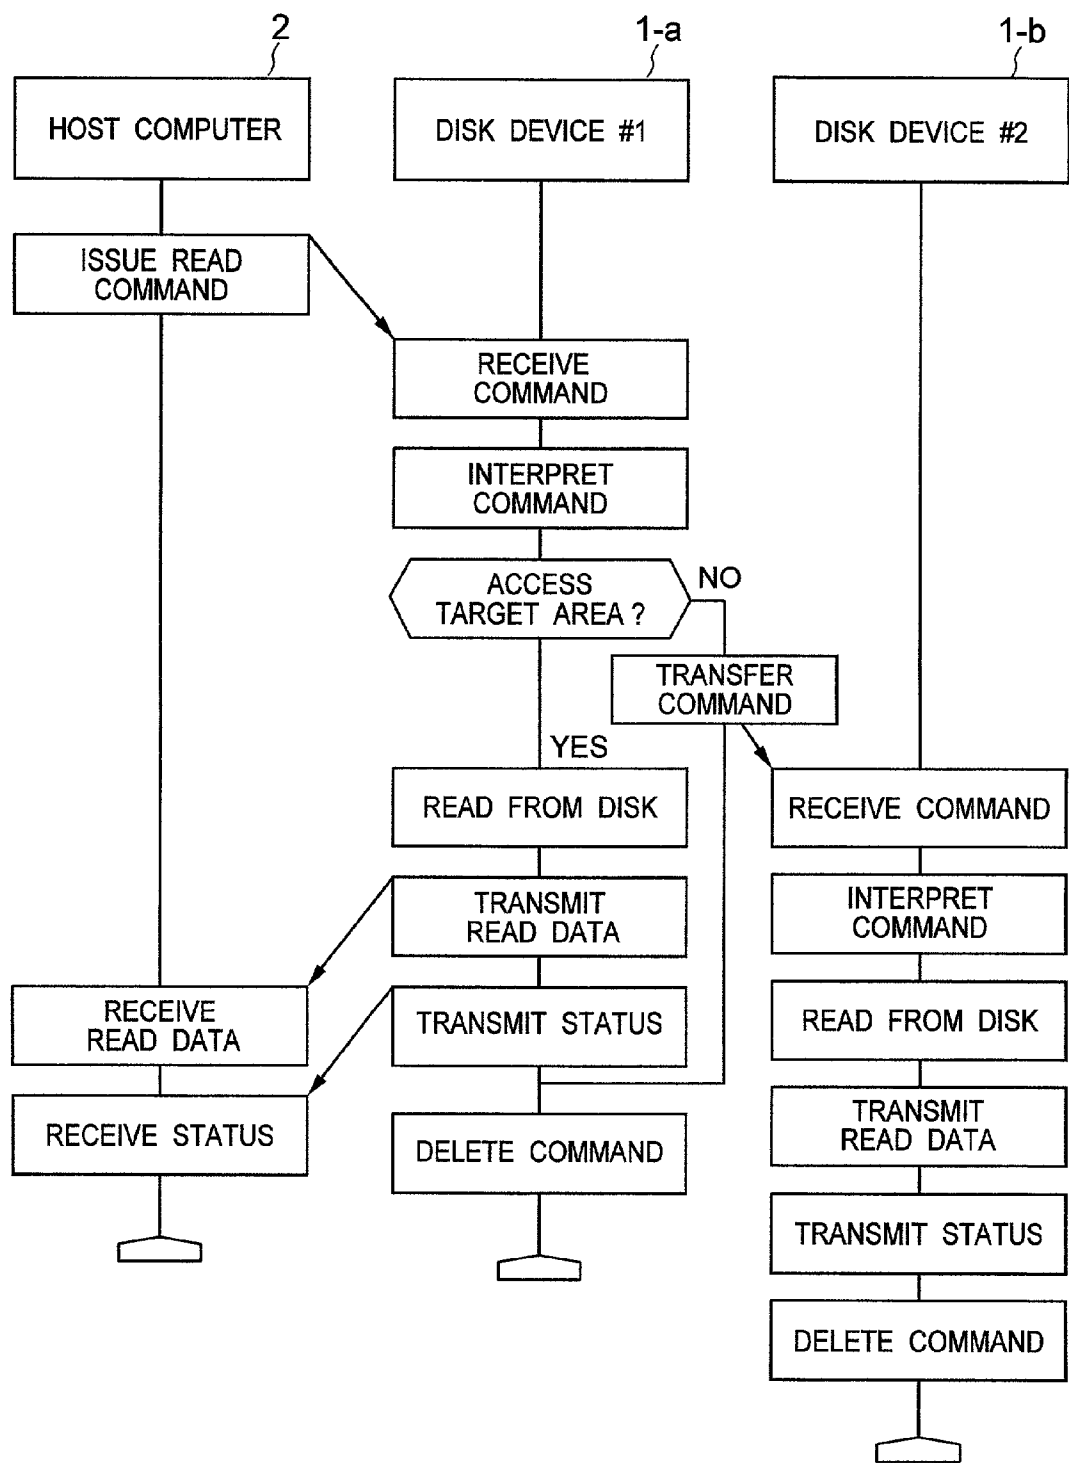 2
1-a
1-b
HOST COMPUTER
DISK DEVICE #1
DISK DEVICE #2
ISSUE READ
COMMAND
RECEIVE
COMMAND
INTERPRET
COMMAND
ACCESS
TARGET AREA?
NO
TRANSFER
COMMAND
YES
READ FROM DISK
RECEIVE COMMAND
TRANSMIT
READ DATA
INTERPRET
COMMAND
RECEIVE
READ DATA
TRANSMIT STATUS
READ FROM DISK
RECEIVE STATUS
DELETE COMMAND
TRANSMIT
READ DATA
TRANSMIT STATUS
DELETE COMMAND